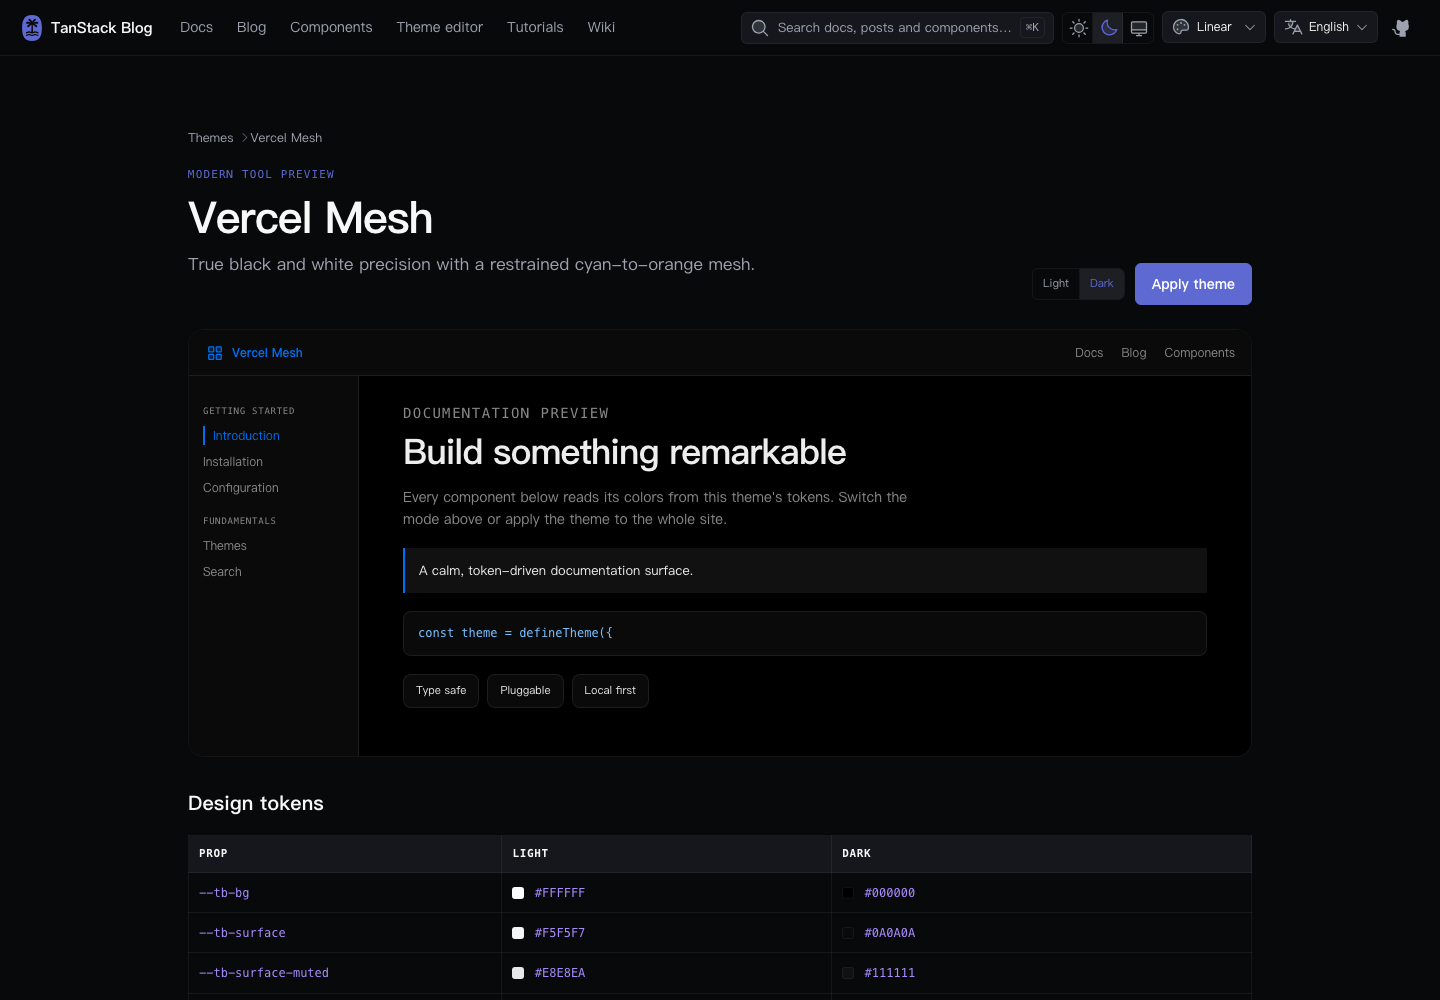 TanStack Blog Docs Blog Components Theme editor Tutorials Wiki Search docs, posts and components... ⌘K Linear English
Themes > Vercel Mesh
MODERN TOOL PREVIEW
Vercel Mesh
True black and white precision with a restrained cyan-to-orange mesh.
Light Dark Apply theme
Vercel Mesh Docs Blog Components
GETTING STARTED
Introduction
Installation
Configuration
FUNDAMENTALS
Themes
Search
DOCUMENTATION PREVIEW
Build something remarkable
Every component below reads its colors from this theme's tokens. Switch the
mode above or apply the theme to the whole site.
A calm, token-driven documentation surface.
const theme = defineTheme({
Type safe Pluggable Local first
Design tokens
PROP LIGHT DARK
--tb-bg #FFFFFF #000000
--tb-surface #F5F5F7 #0A0A0A
--tb-surface-muted #E8E8EA #111111